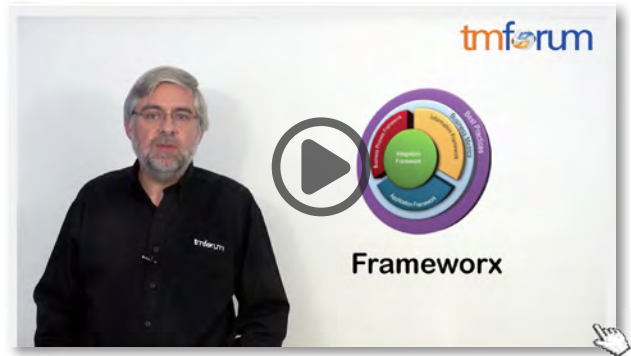 tmforum
Best Practices
Business Metrics
Business Process Framework
Information Framework
Integration
Framework
Application Framework
tmforum
Frameworx